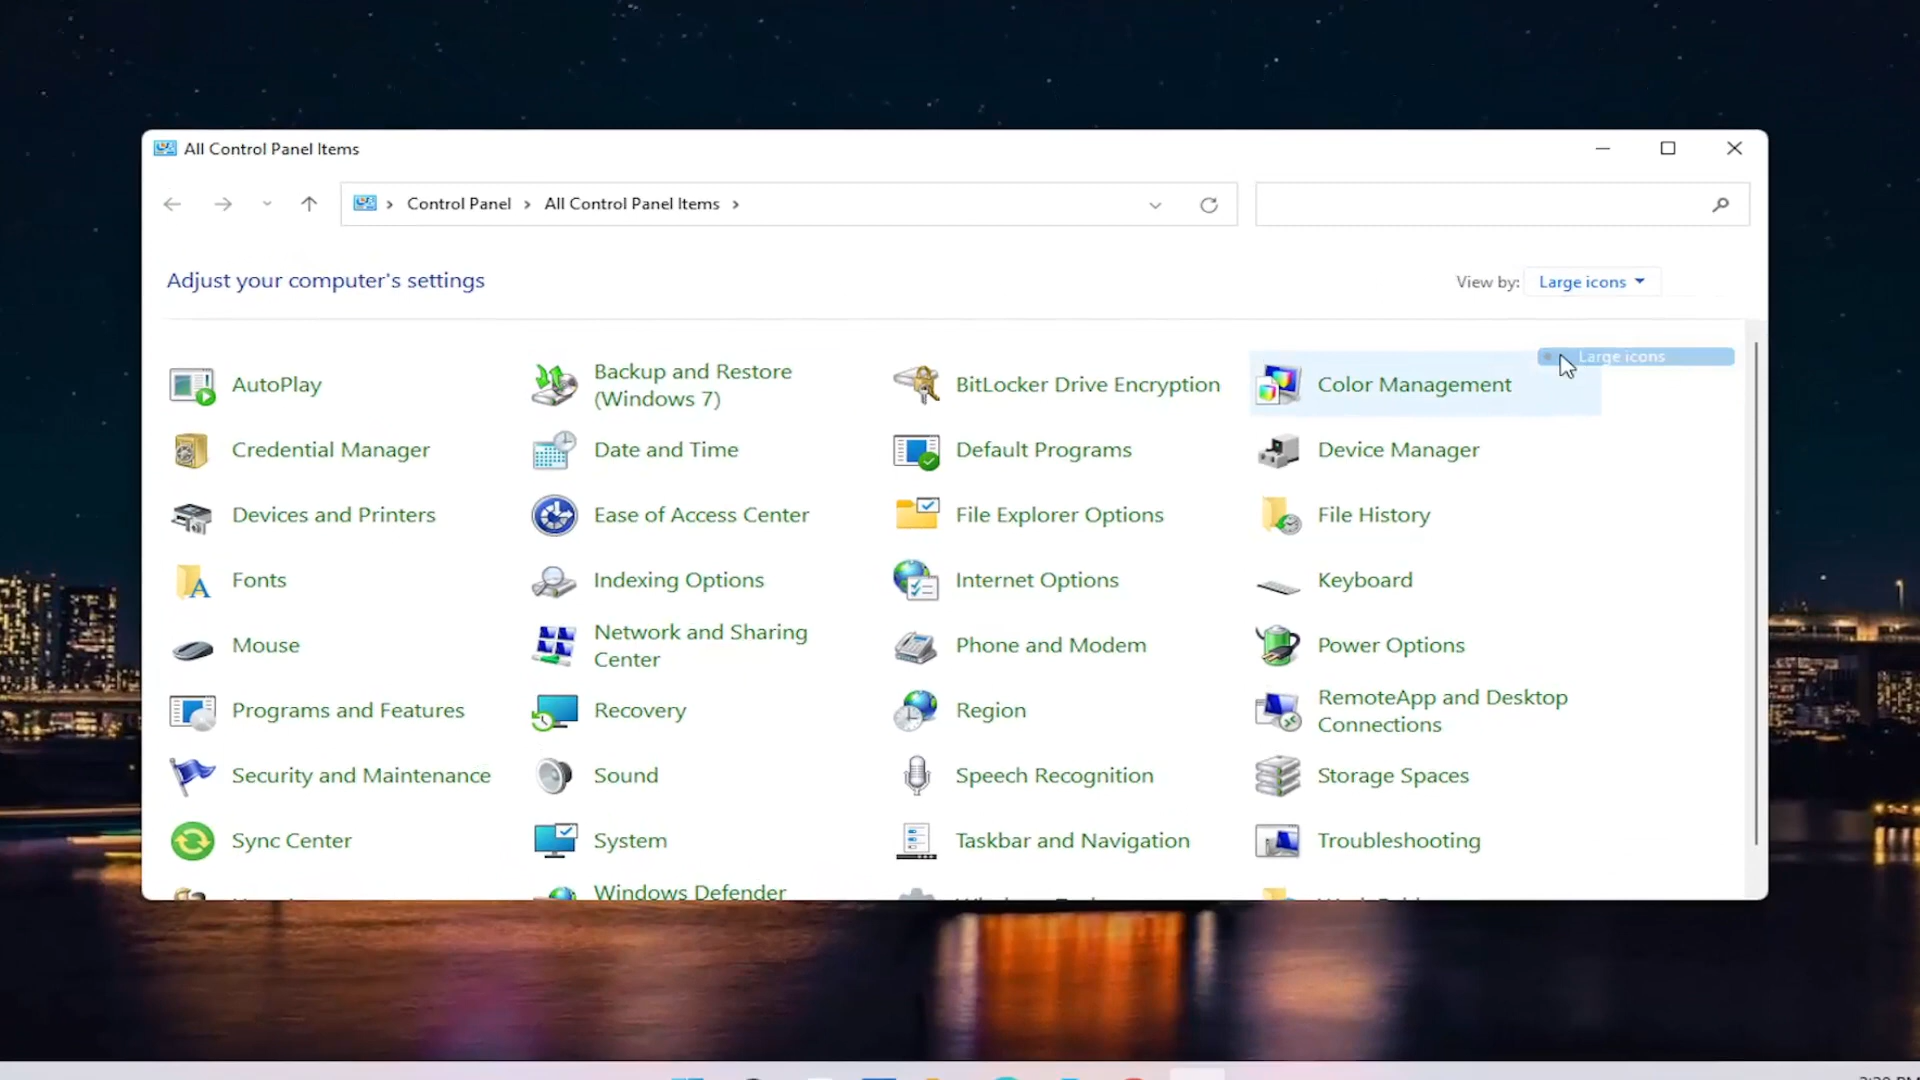 All Control Panel Items
Control Panel > All Control Panel Items >
Adjust your computer's settings
View by: Large icons
Large icons
AutoPlay
Backup and Restore
(Windows 7)
BitLocker Drive Encryption
Color Management
Credential Manager
Date and Time
Default Programs
Device Manager
Devices and Printers
Ease of Access Center
File Explorer Options
File History
Fonts
Indexing Options
Internet Options
Keyboard
Mouse
Network and Sharing
Center
Phone and Modem
Power Options
Programs and Features
Recovery
Region
RemoteApp and Desktop
Connections
Security and Maintenance
Sound
Speech Recognition
Storage Spaces
Sync Center
System
Taskbar and Navigation
Troubleshooting
Windows Defender